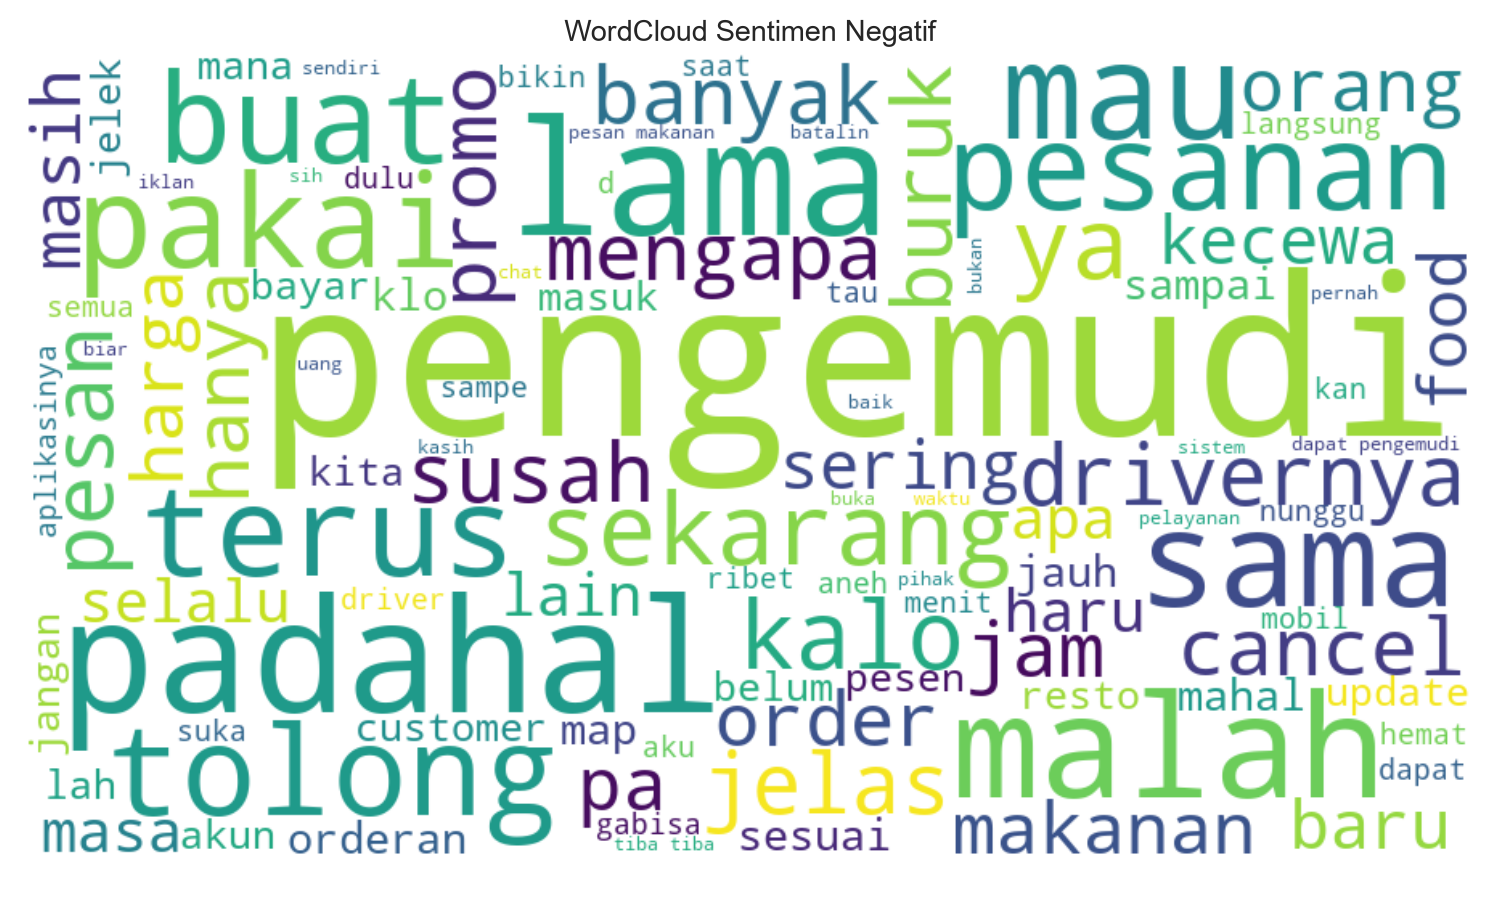 WordCloud Sentimen Negatif
masih
jelek
mana
sendiri
buat
promo
bikin
saat
banyak
buruk
mau
orang
langsung
pesan makanan
batalin
lama
pesanan
iklan
sih
dulu
d
pakai
mengapa
ya
kecewa
chat
bukan
semua
harga
hanya
bayar
klo
masuk
tau
sampai
pernah
food
biar
pengemudi
uang
sampe
baik
kan
aplikasinya
pesan
kita
kasih
susah
sering
drivernya
sistem
dapat pengemudi
terus
sekarang
buka
waktu
apa
pelayanan
nunggu
sama
selalu
driver
lain
ribet
aneh
pihak
menit
jauh
haru
mobil
jangan
padahal
kalo
jam
cancel
belum
pesen
resto
mahal
update
suka
customer
map
aku
order
malah
hemat
dapat
lah
tolong
pa
jelas
masa
akun
orderan
gabisa
tiba tiba
sesuai
makanan
baru